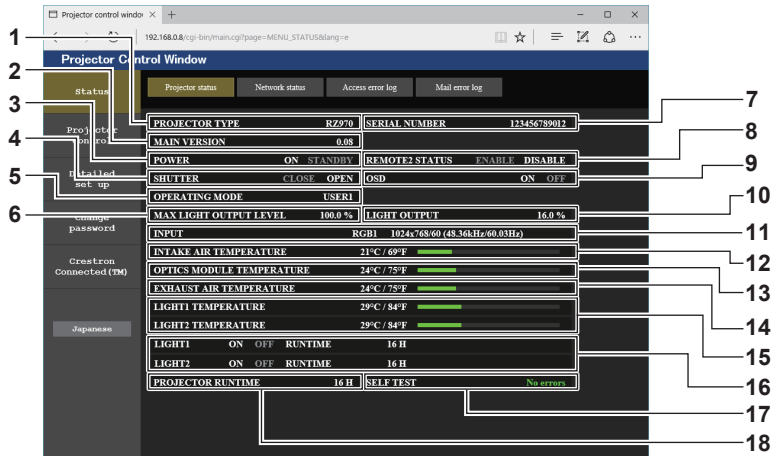 Projector control window
192.168.0.8/cgi-bin/main.cgi?page=MENU_STATUS&lang=e
Projector Control Window
Status
Projector status
Network status
Access error log
Mail error log
Projector
control
Detailed
set up
Change
password
Crestron
Connected(TM)
Japanese
PROJECTOR TYPE RZ970
SERIAL NUMBER 123456789012
MAIN VERSION 0.08
POWER ON STANDBY
REMOTE2 STATUS ENABLE DISABLE
SHUTTER CLOSE OPEN
OSD ON OFF
OPERATING MODE USER1
MAX LIGHT OUTPUT LEVEL 100.0 %
LIGHT OUTPUT 16.0 %
INPUT RGB1 1024x768/60 (48.36kHz/60.03Hz)
INTAKE AIR TEMPERATURE 21°C / 69°F
OPTICS MODULE TEMPERATURE 24°C / 75°F
EXHAUST AIR TEMPERATURE 24°C / 75°F
LIGHT1 TEMPERATURE 29°C / 84°F
LIGHT2 TEMPERATURE 29°C / 84°F
LIGHT1 ON OFF RUNTIME 16 H
LIGHT2 ON OFF RUNTIME 16 H
PROJECTOR RUNTIME 16 H
SELF TEST No errors
1
2
3
4
5
6
7
8
9
10
11
12
13
14
15
16
17
18